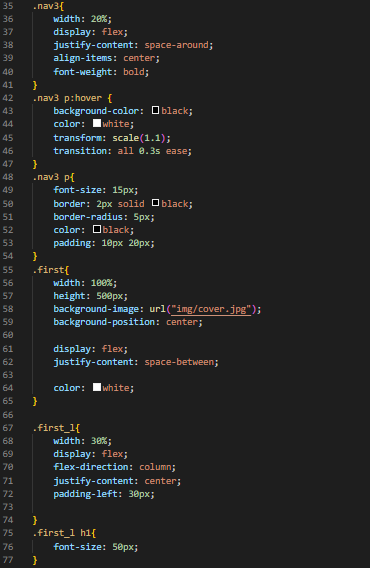 35 .nav3{
36 width: 20%;
37 display: flex;
38 justify-content: space-around;
39 align-items: center;
40 font-weight: bold;
41 }
42 .nav3 p:hover {
43 background-color: black;
44 color: white;
45 transform: scale(1.1);
46 transition: all 0.3s ease;
47 }
48 .nav3 p{
49 font-size: 15px;
50 border: 2px solid black;
51 border-radius: 5px;
52 color: black;
53 padding: 10px 20px;
54 }
55 .first{
56 width: 100%;
57 height: 500px;
58 background-image: url("img/cover.jpg");
59 background-position: center;
60
61 display: flex;
62 justify-content: space-between;
63
64 color: white;
65 }
66
67 .first_l{
68 width: 30%;
69 display: flex;
70 flex-direction: column;
71 justify-content: center;
72 padding-left: 30px;
73
74 }
75 .first_l h1{
76 font-size: 50px;
77 }